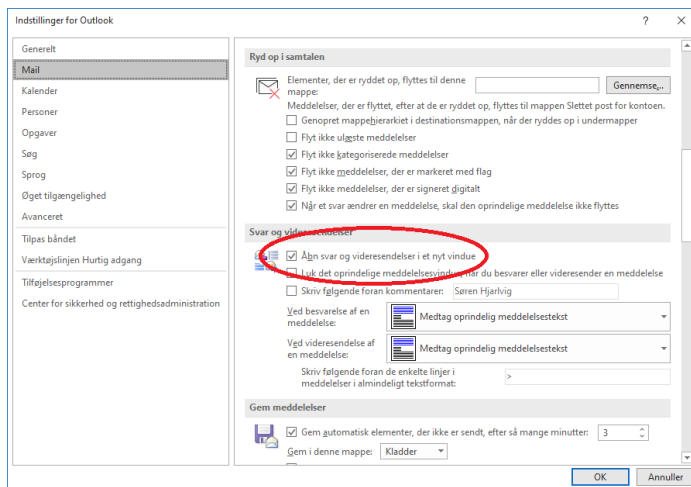 Indstillinger for Outlook
? ×
Generelt
Mail
Kalender
Personer
Opgaver
Søg
Sprog
Øget tilgængelighed
Avanceret
Tilpas båndet
Værktøjslinjen Hurtig adgang
Tilføjelsesprogrammer
Center for sikkerhed og rettighedsadministration
Ryd op i samtalen
Elementer, der er ryddet op, flyttes til denne
mappe:
Gennemse...
Meddelelser, der er flyttet, efter at de er ryddet op, flyttes til mappen Slettet post for kontoen.
Genopret mappehierarkiet i destinationsmappen, når der ryddes op i undermapper
Flyt ikke ulæste meddelelser
Flyt ikke kategoriserede meddelelser
Flyt ikke meddelelser, der er markeret med flag
Flyt ikke meddelelser, der er signeret digitalt
Når et svar ændrer en meddelelse, skal den oprindelige meddelelse ikke flyttes
Svar og videresendelser
Åbn svar og videresendelser i et nyt vindue
Luk det oprindelige meddelelsesvindue, når du besvarer eller videresender en meddelelse
Skriv følgende foran kommentarer: Søren Hjarlvig
Ved besvarelse af en
meddelelse:
Medtag oprindelig meddelelsestekst
Ved videresendelse af
en meddelelse:
Medtag oprindelig meddelelsestekst
Skriv følgende foran de enkelte linjer i
meddelelser i almindeligt tekstformat:
>
Gem meddelelser
Gem automatisk elementer, der ikke er sendt, efter så mange minutter: 3
Gem i denne mappe: Kladder
OK Annuller